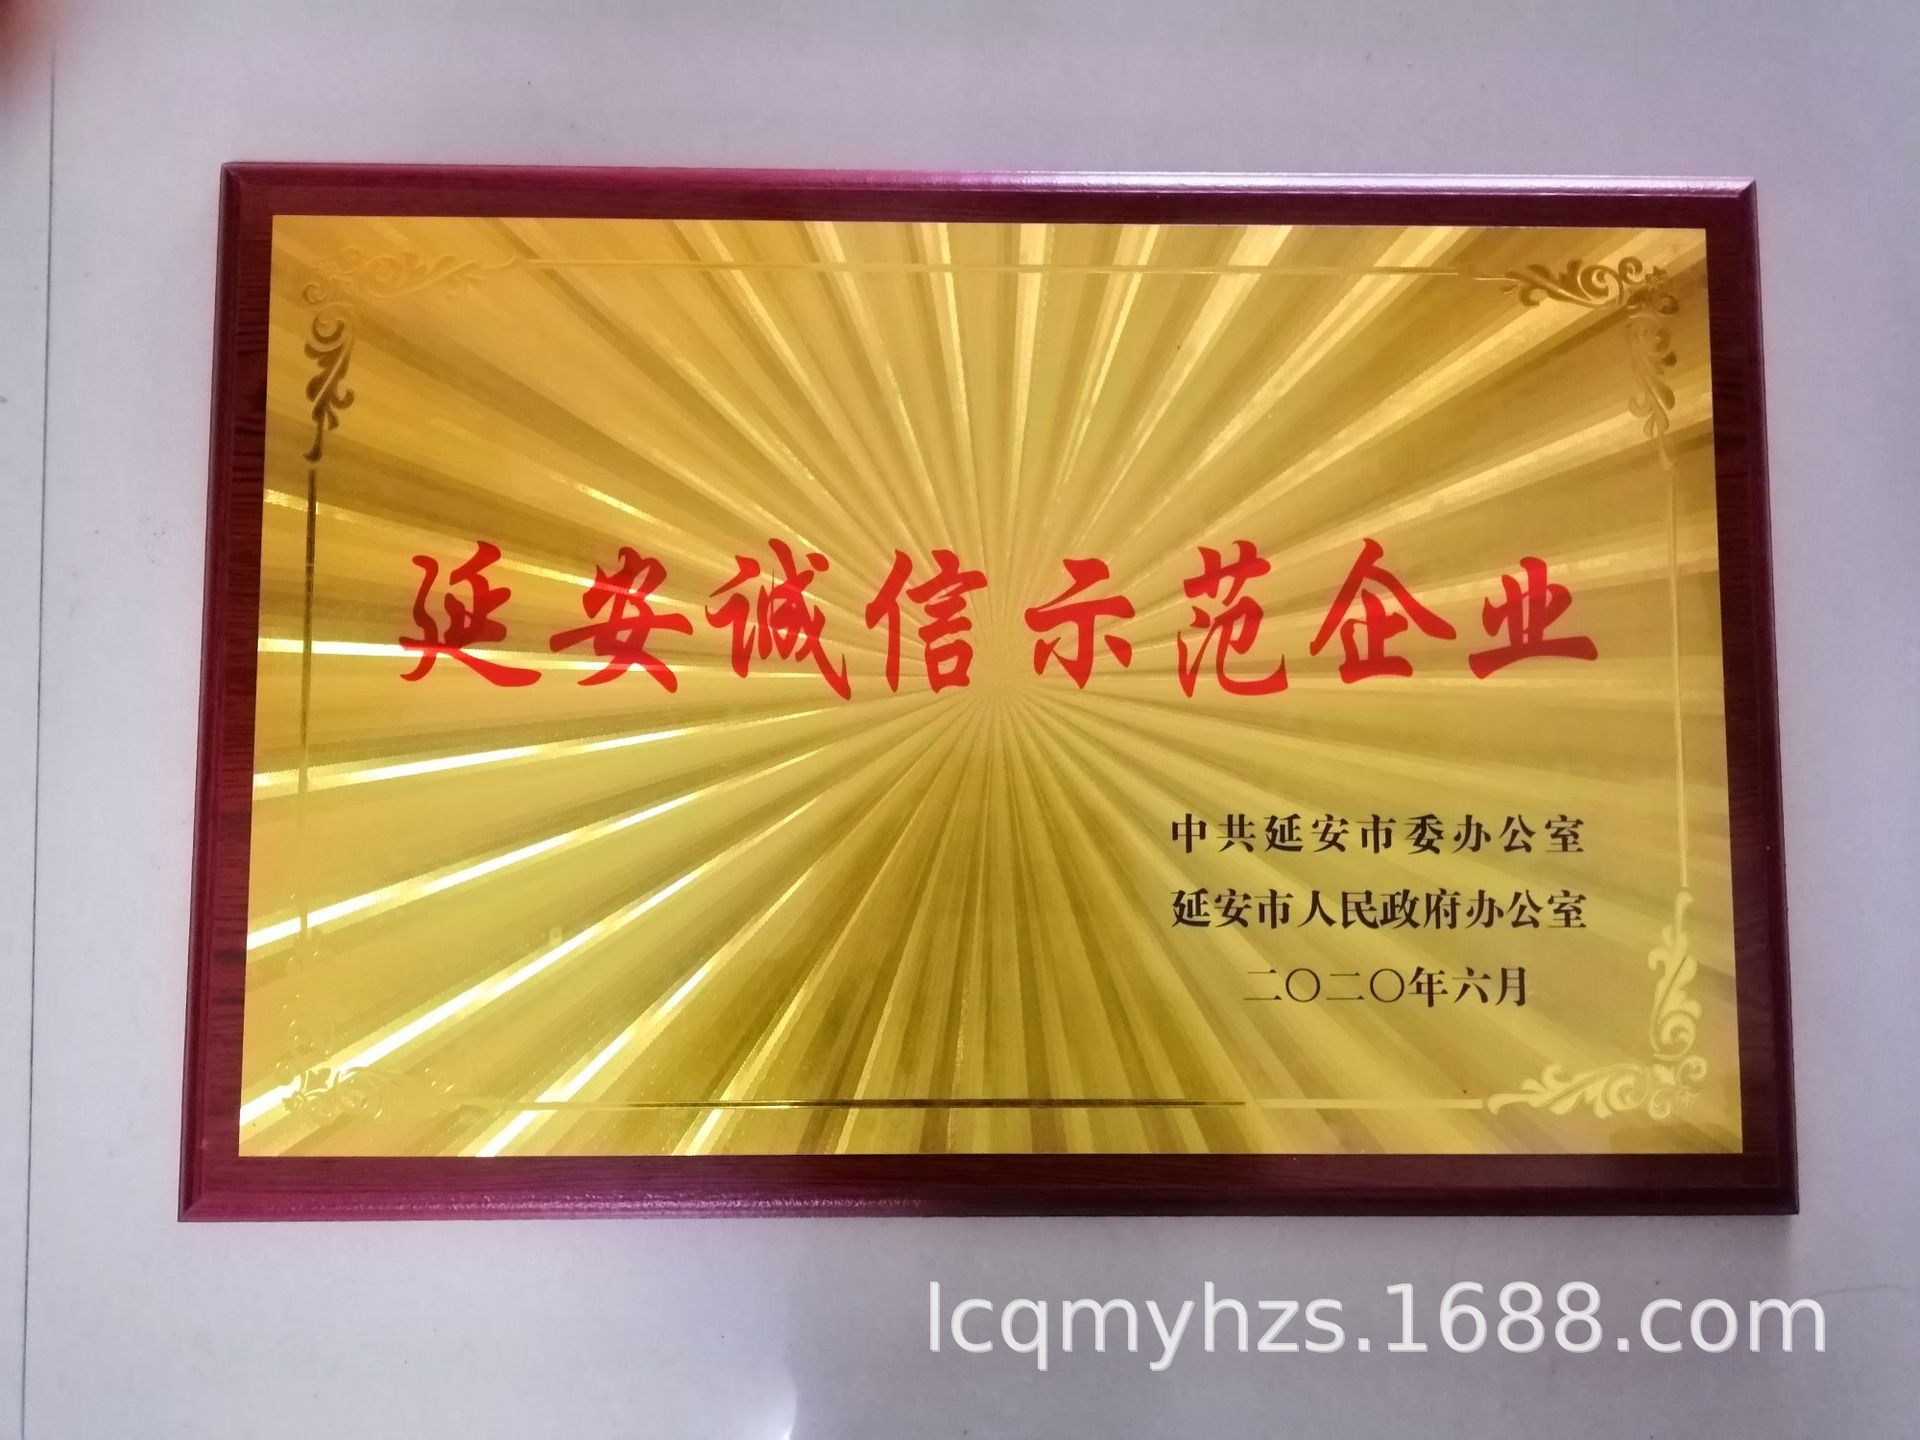 延安诚信示范企业
中共延安市委办公室
延安市人民政府办公室
二〇二〇年六月
lcqmyhzs.1688.com